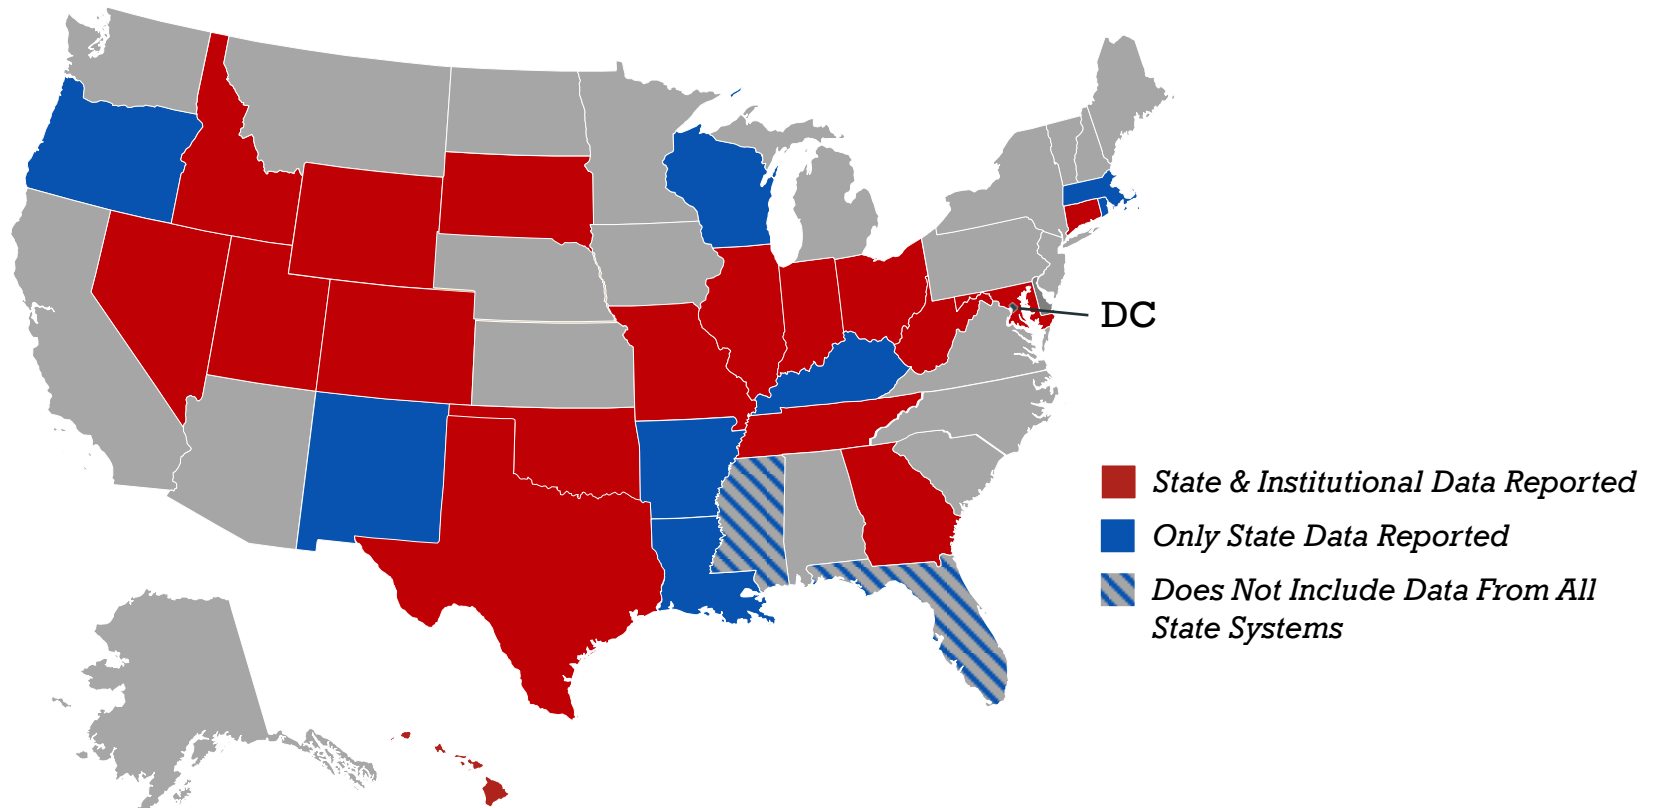 DC
State & Institutional Data Reported
Only State Data Reported
Does Not Include Data From All
State Systems